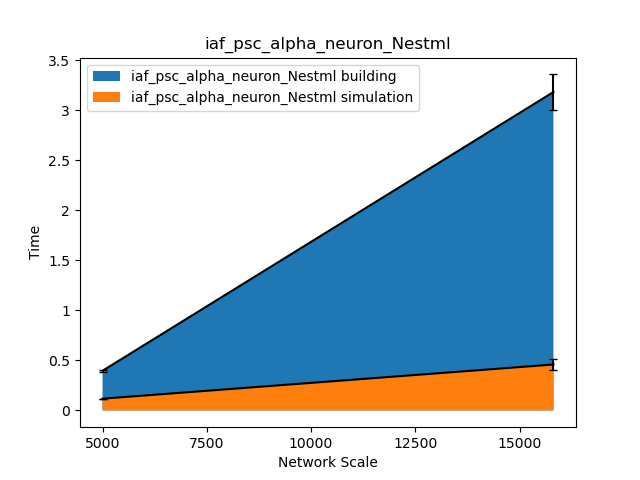 iaf_psc_alpha_neuron_Nestml
iaf_psc_alpha_neuron_Nestml building
iaf_psc_alpha_neuron_Nestml simulation
3.5
3
2.5
2
1.5
1
0.5
0
Time
5000 7500 10000 12500 15000
Network Scale